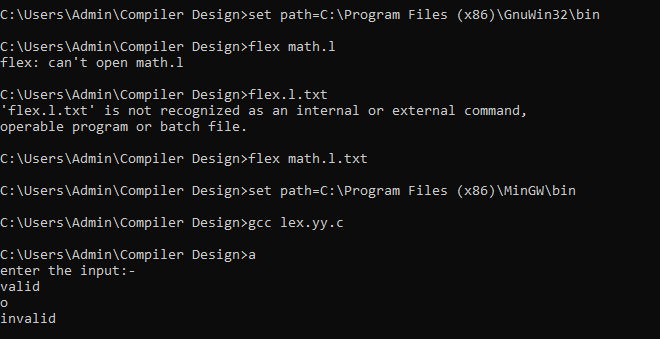 C:\Users\Admin\Compiler Design>set path=C:\Program Files (x86)\GnuWin32\bin
C:\Users\Admin\Compiler Design>flex math.l
flex: can't open math.l
C:\Users\Admin\Compiler Design>flex.l.txt
'flex.l.txt' is not recognized as an internal or external command,
operable program or batch file.
C:\Users\Admin\Compiler Design>flex math.l.txt
C:\Users\Admin\Compiler Design>set path=C:\Program Files (x86)\MinGW\bin
C:\Users\Admin\Compiler Design>gcc lex.yy.c
C:\Users\Admin\Compiler Design>a
enter the input:-
valid
o
invalid